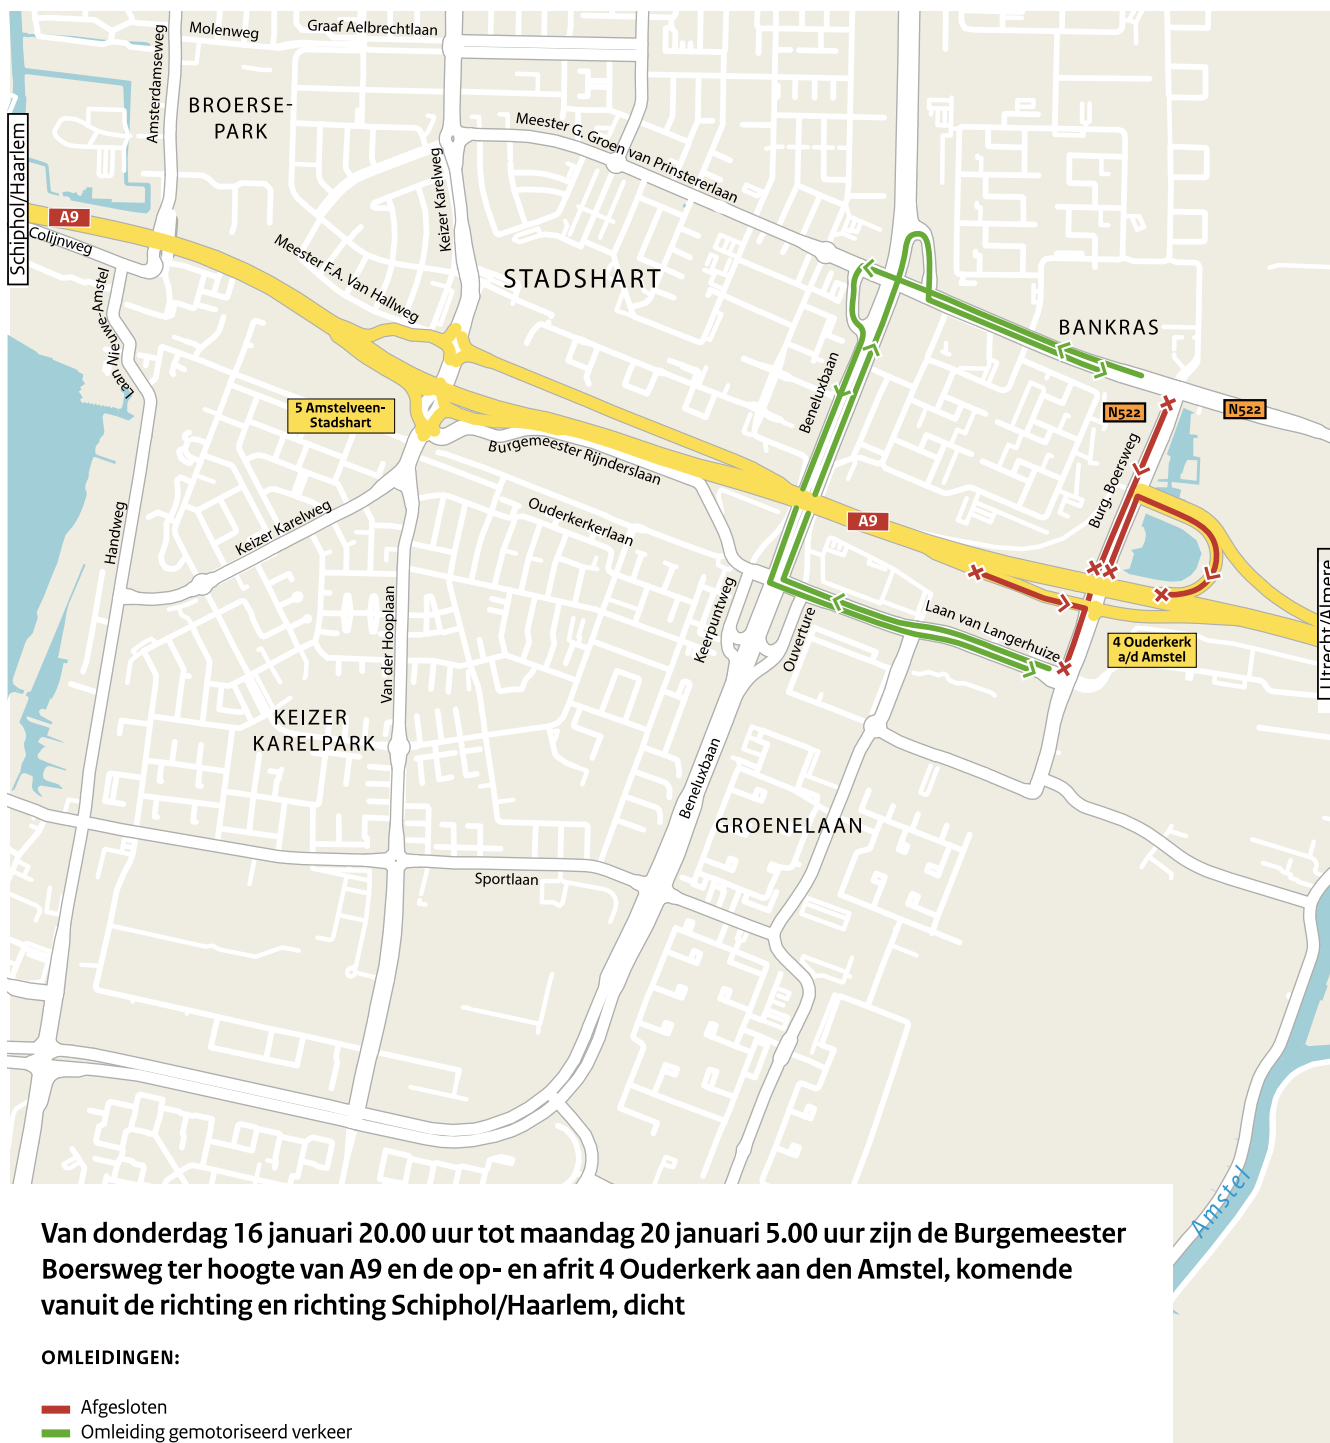 Molenweg
Graaf Aelbrechtlaan
Amsterdamseweg
BROERSE-
PARK
Meester G. Groen van Prinstererlaan
Keizer Karelweg
Schiphol/Haarlem
A9
Colijnweg
Meester F.A. Van Hallweg
STADSHART
Laan Nieuwe-Amstel
BANKRAS
Beneluxbaan
5 Amstelveen-
Stadshart
N522
N522
Burgemeester Rijnderslaan
Burg. Boersweg
Handweg
Keizer Karelweg
Ouderkerkerlaan
A9
Utrecht/Almere
Van der Hooplaan
Keerpuntweg
Ouverture
Laan van Langerhuize
4 Ouderkerk
a/d Amstel
KEIZER
KARELPARK
Beneluxbaan
GROENELAAN
Sportlaan
Amstel
Van donderdag 16 januari 20.00 uur tot maandag 20 januari 5.00 uur zijn de Burgemeester
Boersweg ter hoogte van A9 en de op- en afrit 4 Ouderkerk aan den Amstel, komende
vanuit de richting en richting Schiphol/Haarlem, dicht
OMLEIDINGEN:
Afgesloten
Omleiding gemotoriseerd verkeer